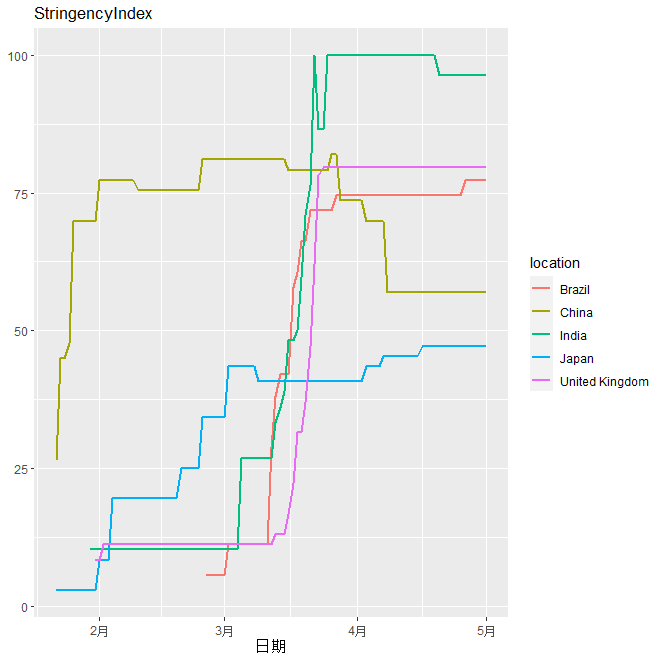 StringencyIndex
100
75
50
25
0
2月
3月
4月
5月
日期
location
Brazil
China
India
Japan
United Kingdom